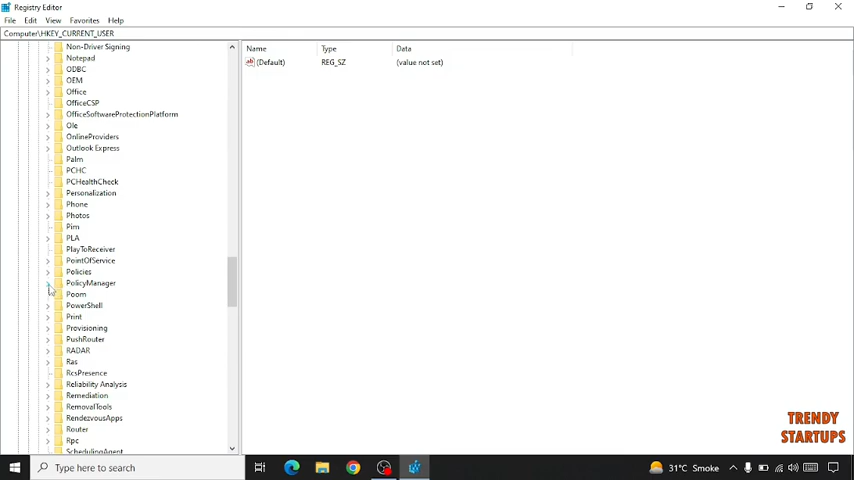 Registry Editor
File Edit View Favorites Help
Computer\HKEY_CURRENT_USER
Name Type Data
(Default) REG_SZ (value not set)
Non-Driver Signing
Notepad
ODBC
OEM
Office
OfficeCSP
OfficeSoftwareProtectionPlatform
Ole
OnlineProviders
Outlook Express
Palm
PCHC
PCHealthCheck
Personalization
Phone
Photos
Pim
PLA
PlayToReceiver
PointOfService
Policies
PolicyManager
Poom
PowerShell
Print
Provisioning
PushRouter
RADAR
Ras
RcsPresence
Reliability Analysis
Remediation
RemovalTools
RendezvousApps
Router
Rpc
SchedulingAgent
TRENDY
STARTUPS
Type here to search
31°C Smoke